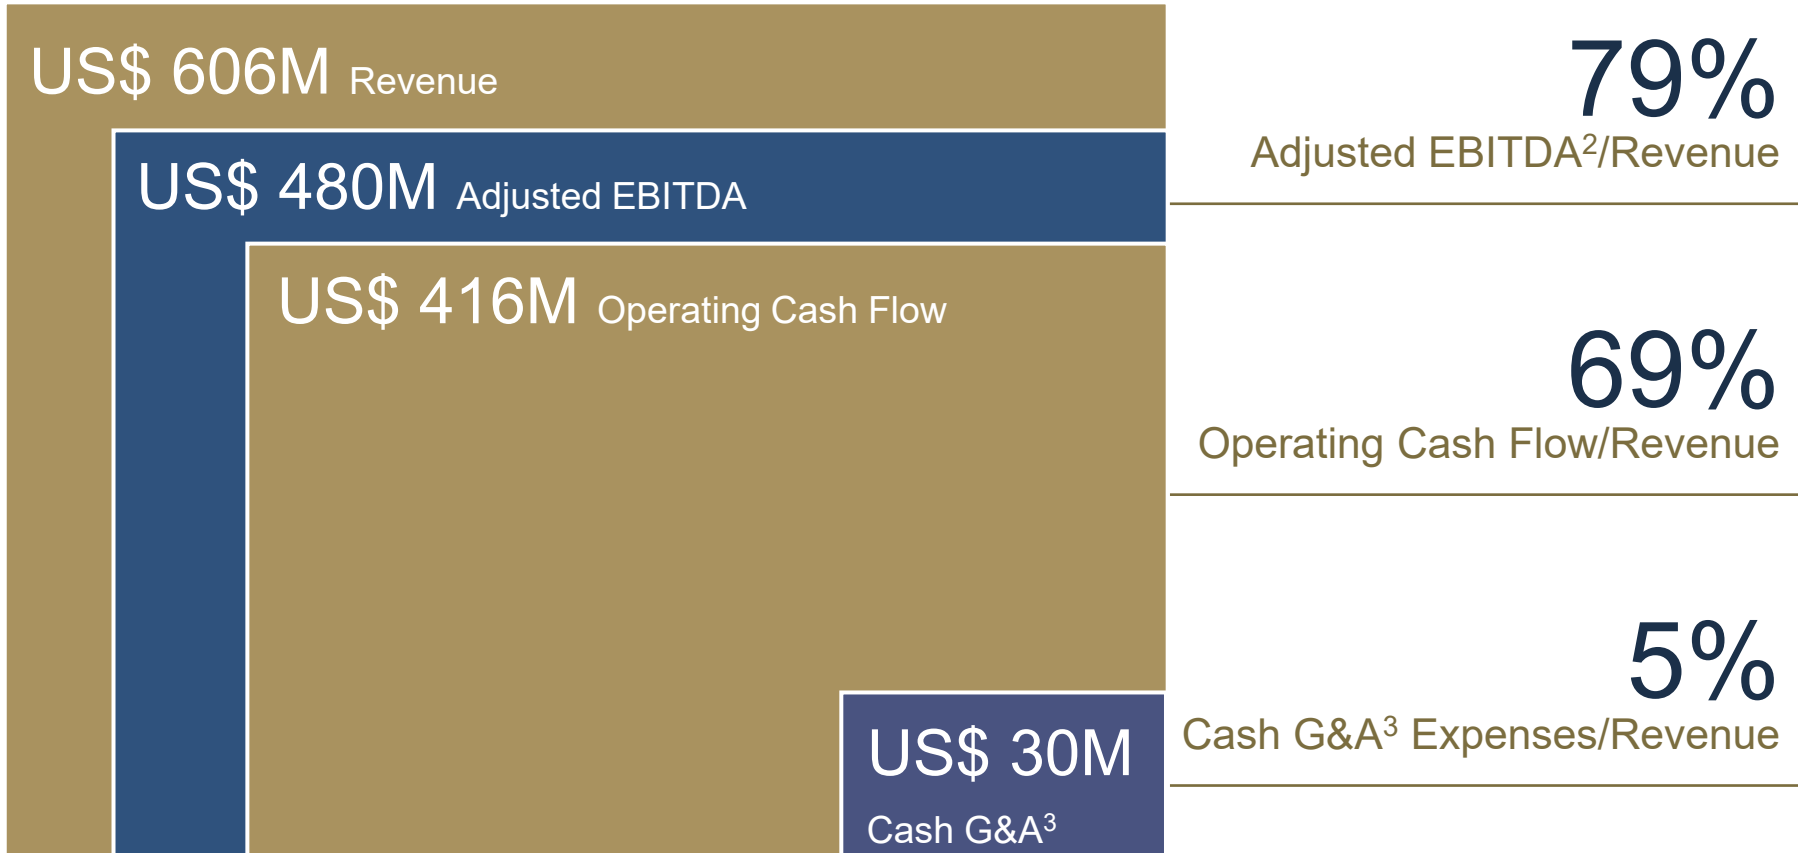 US$ 606M Revenue
US$ 480M Adjusted EBITDA
US$ 416M Operating Cash Flow
US$ 30M
Cash G&A³
79%
Adjusted EBITDA²/Revenue
69%
Operating Cash Flow/Revenue
5%
Cash G&A³ Expenses/Revenue